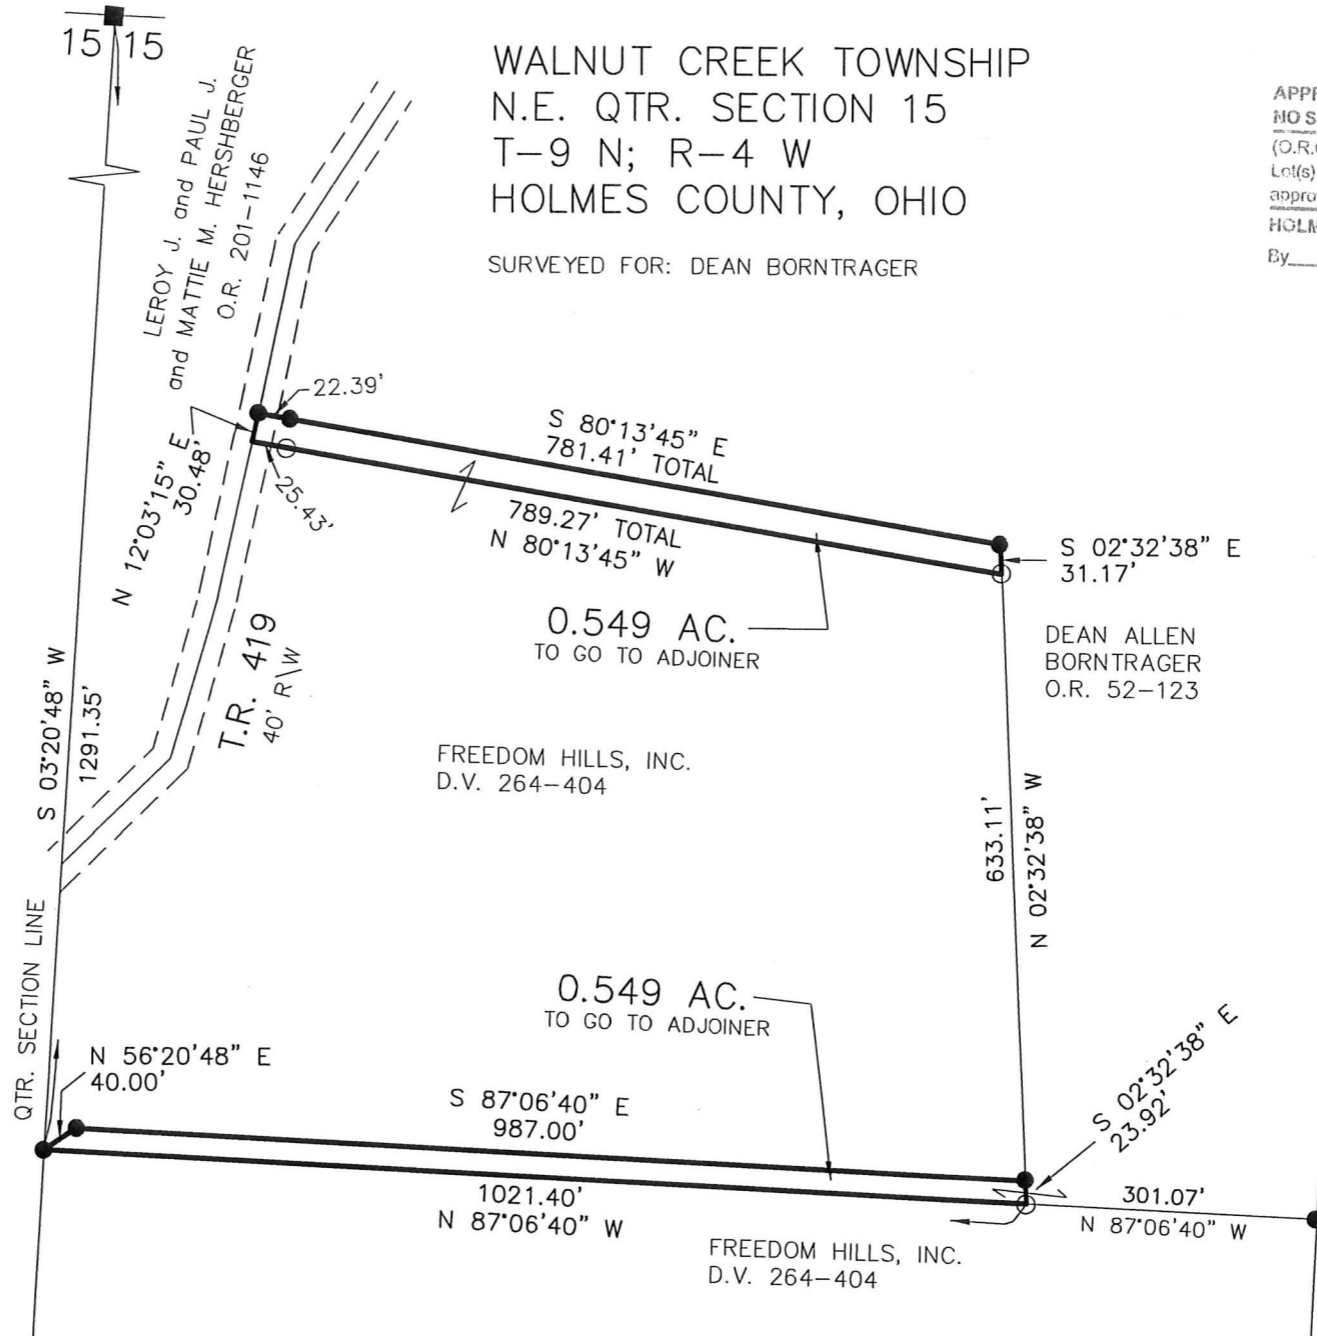 15 15
WALNUT CREEK TOWNSHIP
N.E. QTR. SECTION 15
T-9 N; R-4 W
HOLMES COUNTY, OHIO
SURVEYED FOR: DEAN BORNTRAGER
NO S
(O.R.
Lot(s)
By
LEROY J. and PAUL J.
and MATTIE M. HERSHBERGER
O.R. 201-1146
22.39'
S 80°13'45" E
781.41' TOTAL
N 12°03'15" E
30.48'
25.43'
789.27' TOTAL
N 80°13'45" W
S 02°32'38" E
31.17'
0.549 AC.
TO GO TO ADJOINER
DEAN ALLEN
BORNTRAGER
O.R. 52-123
T.R. 419
40' R\W
S 03°20'48" W
1291.35'
FREEDOM HILLS, INC.
D.V. 264-404
633.11'
N 02°32'38" W
QTR. SECTION LINE
0.549 AC.
TO GO TO ADJOINER
N 56°20'48" E
40.00'
S 87°06'40" E
987.00'
S 02°32'38" E
23.92'
1021.40'
N 87°06'40" W
301.07'
N 87°06'40" W
FREEDOM HILLS, INC.
D.V. 264-404